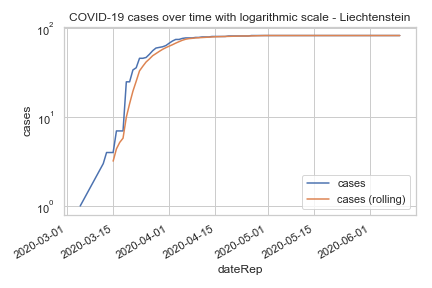 COVID-19 cases over time with logarithmic scale - Liechtenstein
10²
10¹
10⁰
cases
cases
cases (rolling)
2020-03-01
2020-03-15
2020-04-01
2020-04-15
2020-05-01
2020-05-15
2020-06-01
dateRep